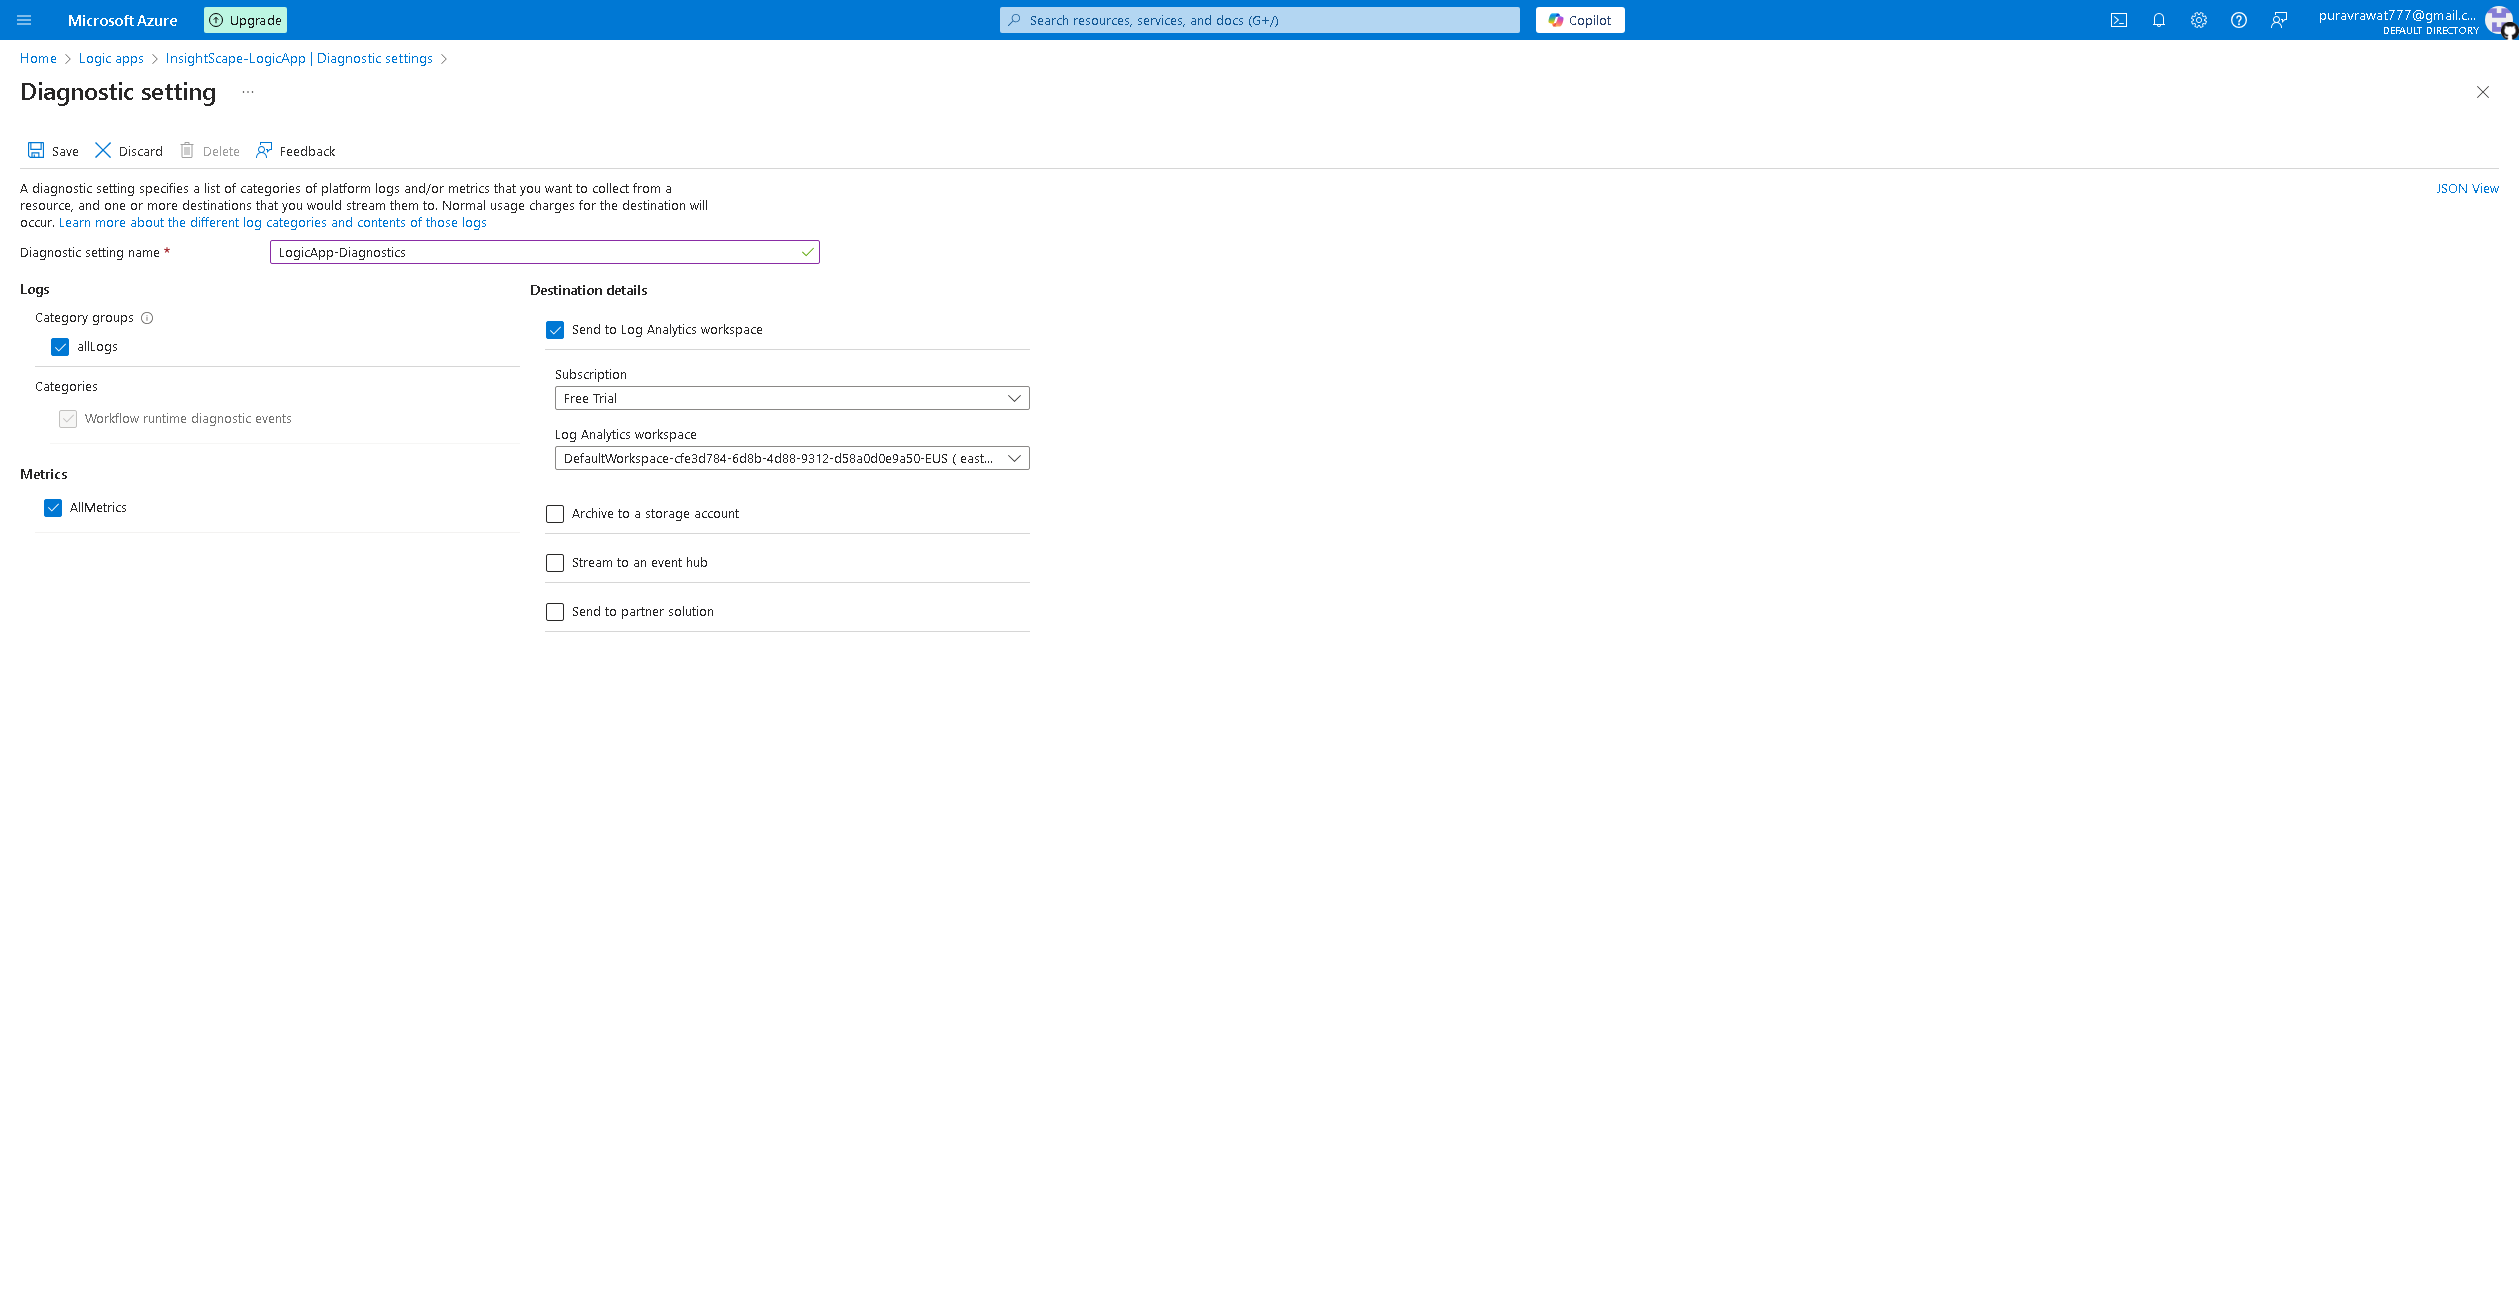 Microsoft Azure
Upgrade
Search resources, services, and docs (G+/)
Copilot
puravrawat777@gmail.c...
DEFAULT DIRECTORY
Home > Logic apps > InsightScape-LogicApp | Diagnostic settings >
Diagnostic setting ...
Save
Discard
Delete
Feedback
A diagnostic setting specifies a list of categories of platform logs and/or metrics that you want to collect from a
resource, and one or more destinations that you would stream them to. Normal usage charges for the destination will
occur. Learn more about the different log categories and contents of those logs
JSON View
Diagnostic setting name *
LogicApp-Diagnostics
Logs
Category groups
allLogs
Categories
Workflow runtime diagnostic events
Metrics
AllMetrics
Destination details
Send to Log Analytics workspace
Subscription
Free Trial
Log Analytics workspace
DefaultWorkspace-cfe3d784-6d8b-4d88-9312-d58a0d0e9a50-EUS ( east...
Archive to a storage account
Stream to an event hub
Send to partner solution